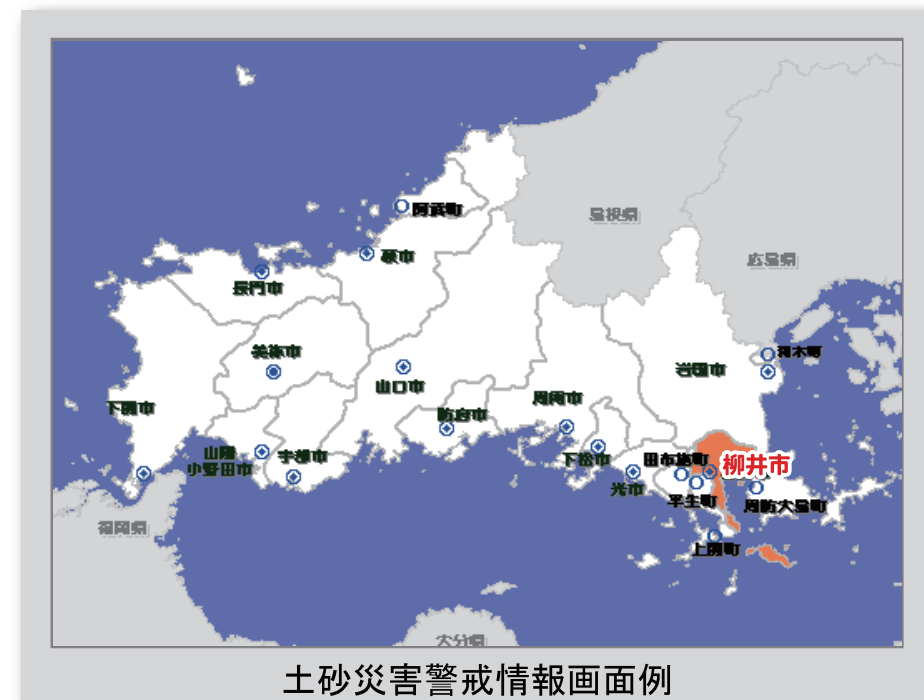 島根県
阿武町
広島県
萩市
長門市
美祢市
和木町
山口市
岩国市
下関市
防府市
周南市
山陽
小野田市
宇部市
下松市
田布施町
柳井市
光市
平生町
周防大島町
福岡県
上関町
大分県
土砂災害警戒情報画面例